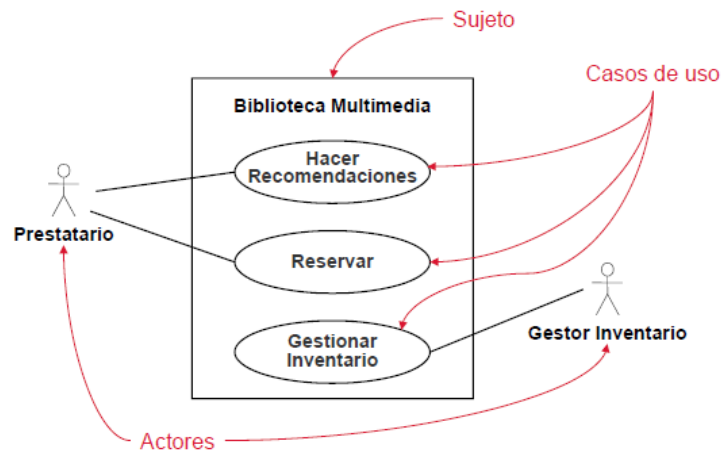 Sujeto
Casos de uso
Biblioteca Multimedia
Hacer
Recomendaciones
Prestatario
Reservar
Gestionar
Inventario
Gestor Inventario
Actores